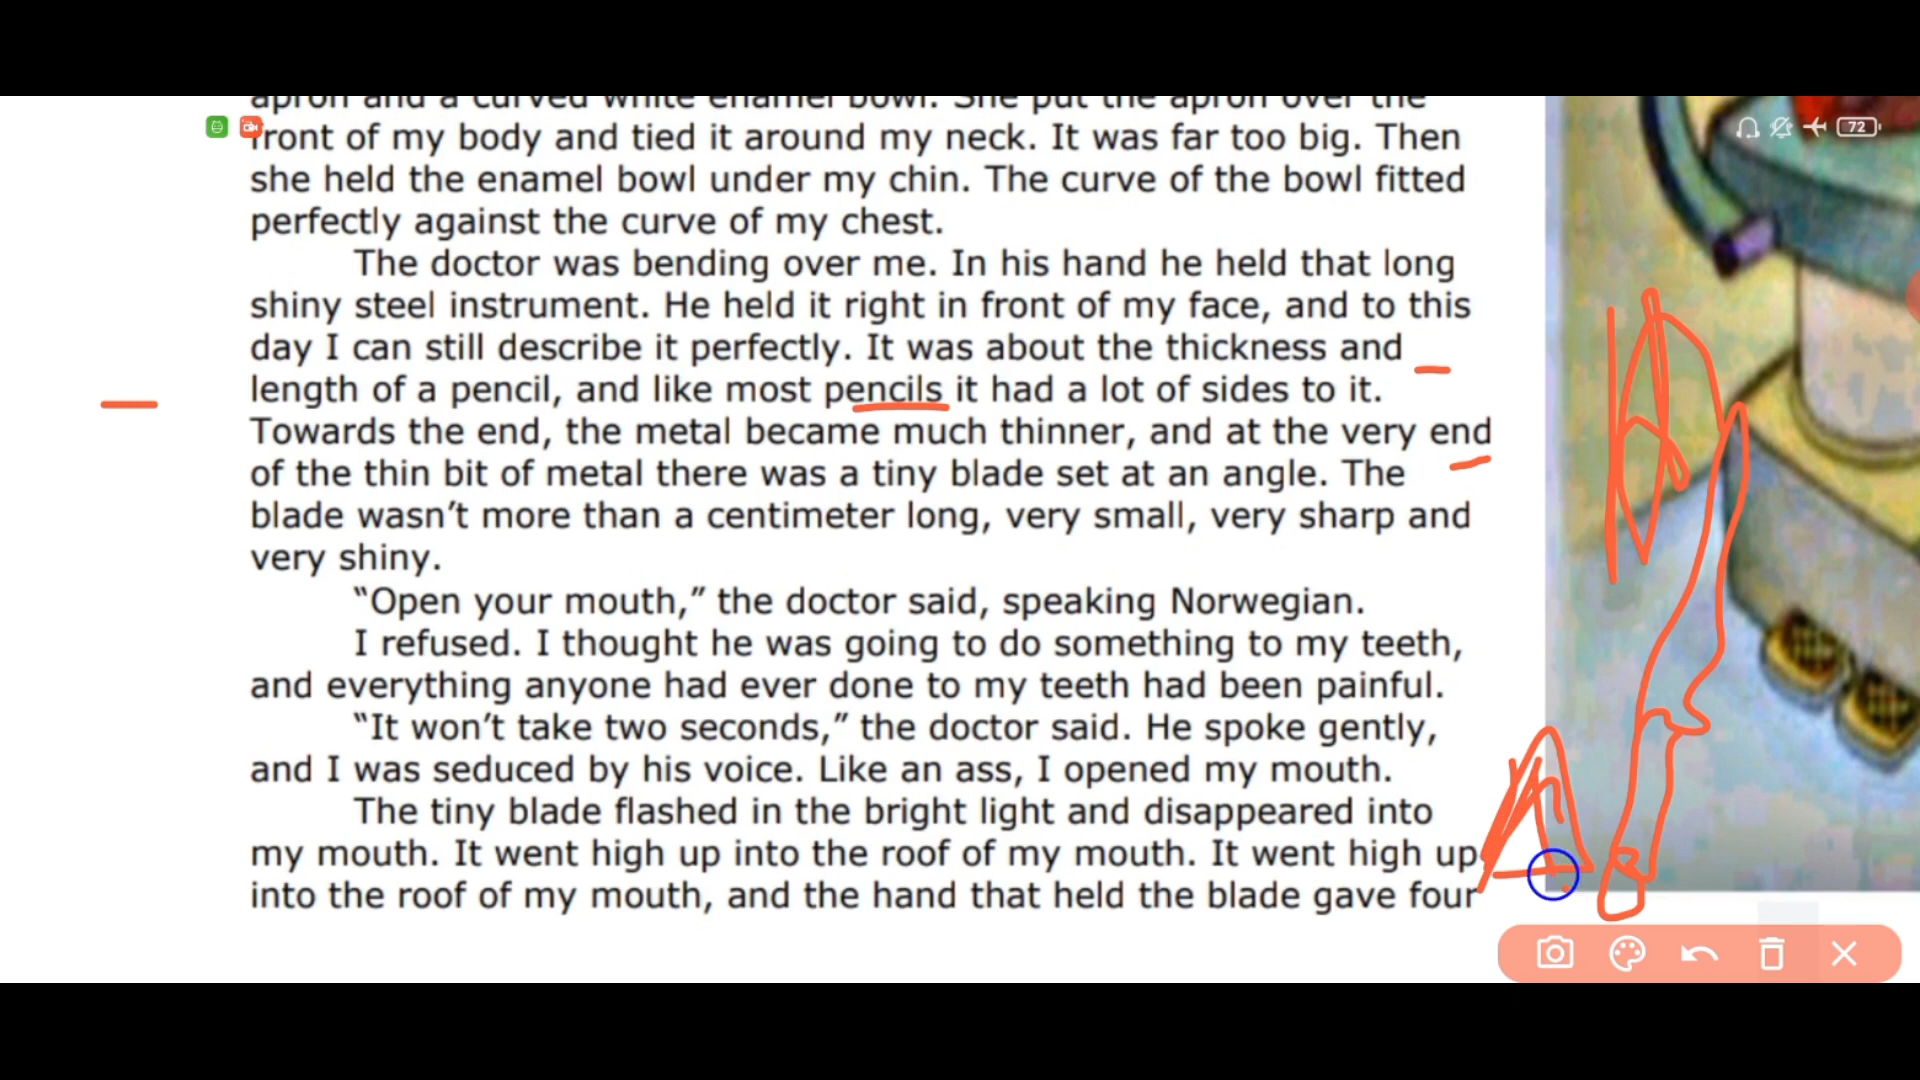 apron and a curved white enamel bowl. She put the apron over the
front of my body and tied it around my neck. It was far too big. Then
she held the enamel bowl under my chin. The curve of the bowl fitted
perfectly against the curve of my chest.
The doctor was bending over me. In his hand he held that long
shiny steel instrument. He held it right in front of my face, and to this
day I can still describe it perfectly. It was about the thickness and
length of a pencil, and like most pencils it had a lot of sides to it.
Towards the end, the metal became much thinner, and at the very end
of the thin bit of metal there was a tiny blade set at an angle. The
blade wasn’t more than a centimeter long, very small, very sharp and
very shiny.
“Open your mouth,” the doctor said, speaking Norwegian.
I refused. I thought he was going to do something to my teeth,
and everything anyone had ever done to my teeth had been painful.
“It won’t take two seconds,” the doctor said. He spoke gently,
and I was seduced by his voice. Like an ass, I opened my mouth.
The tiny blade flashed in the bright light and disappeared into
my mouth. It went high up into the roof of my mouth. It went high up
into the roof of my mouth, and the hand that held the blade gave four
72